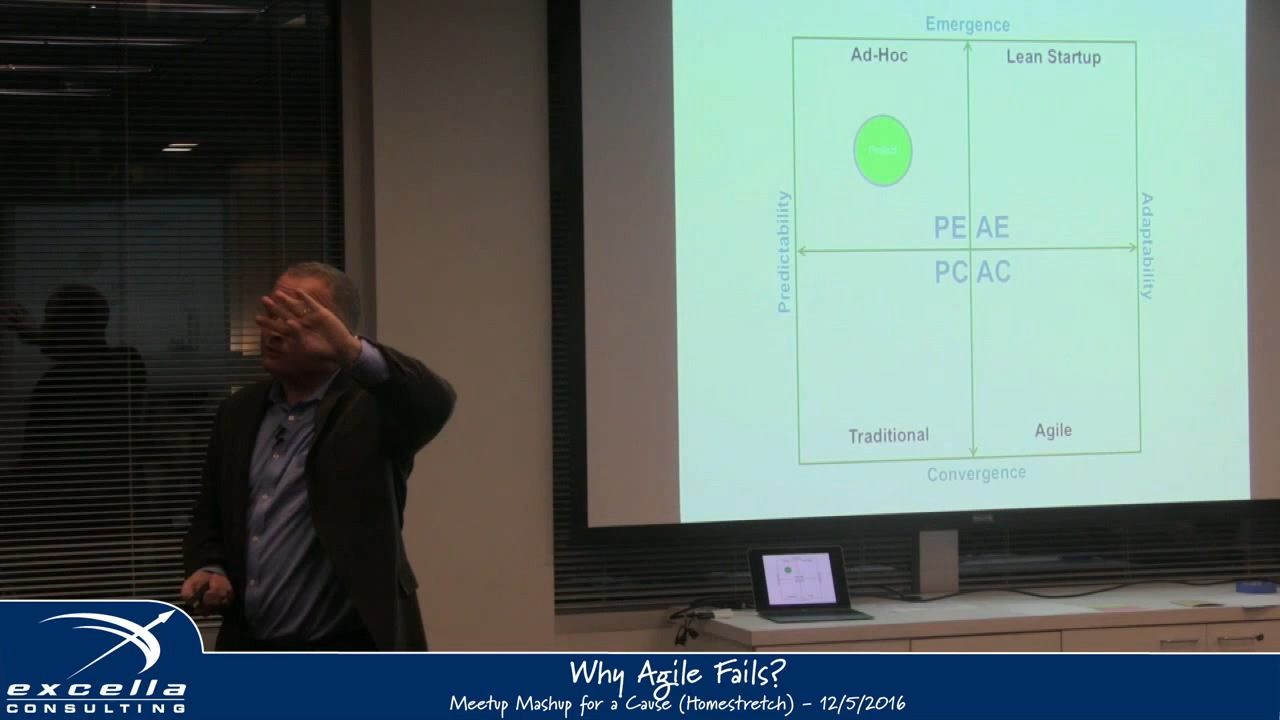 Emergence
Ad-Hoc
Lean Startup
Predictability
Adaptability
PE AE
PC AC
Traditional
Agile
Convergence
excella
CONSULTING
Why Agile Fails?
Meetup Mashup for a Cause (Homestretch) - 12/5/2016